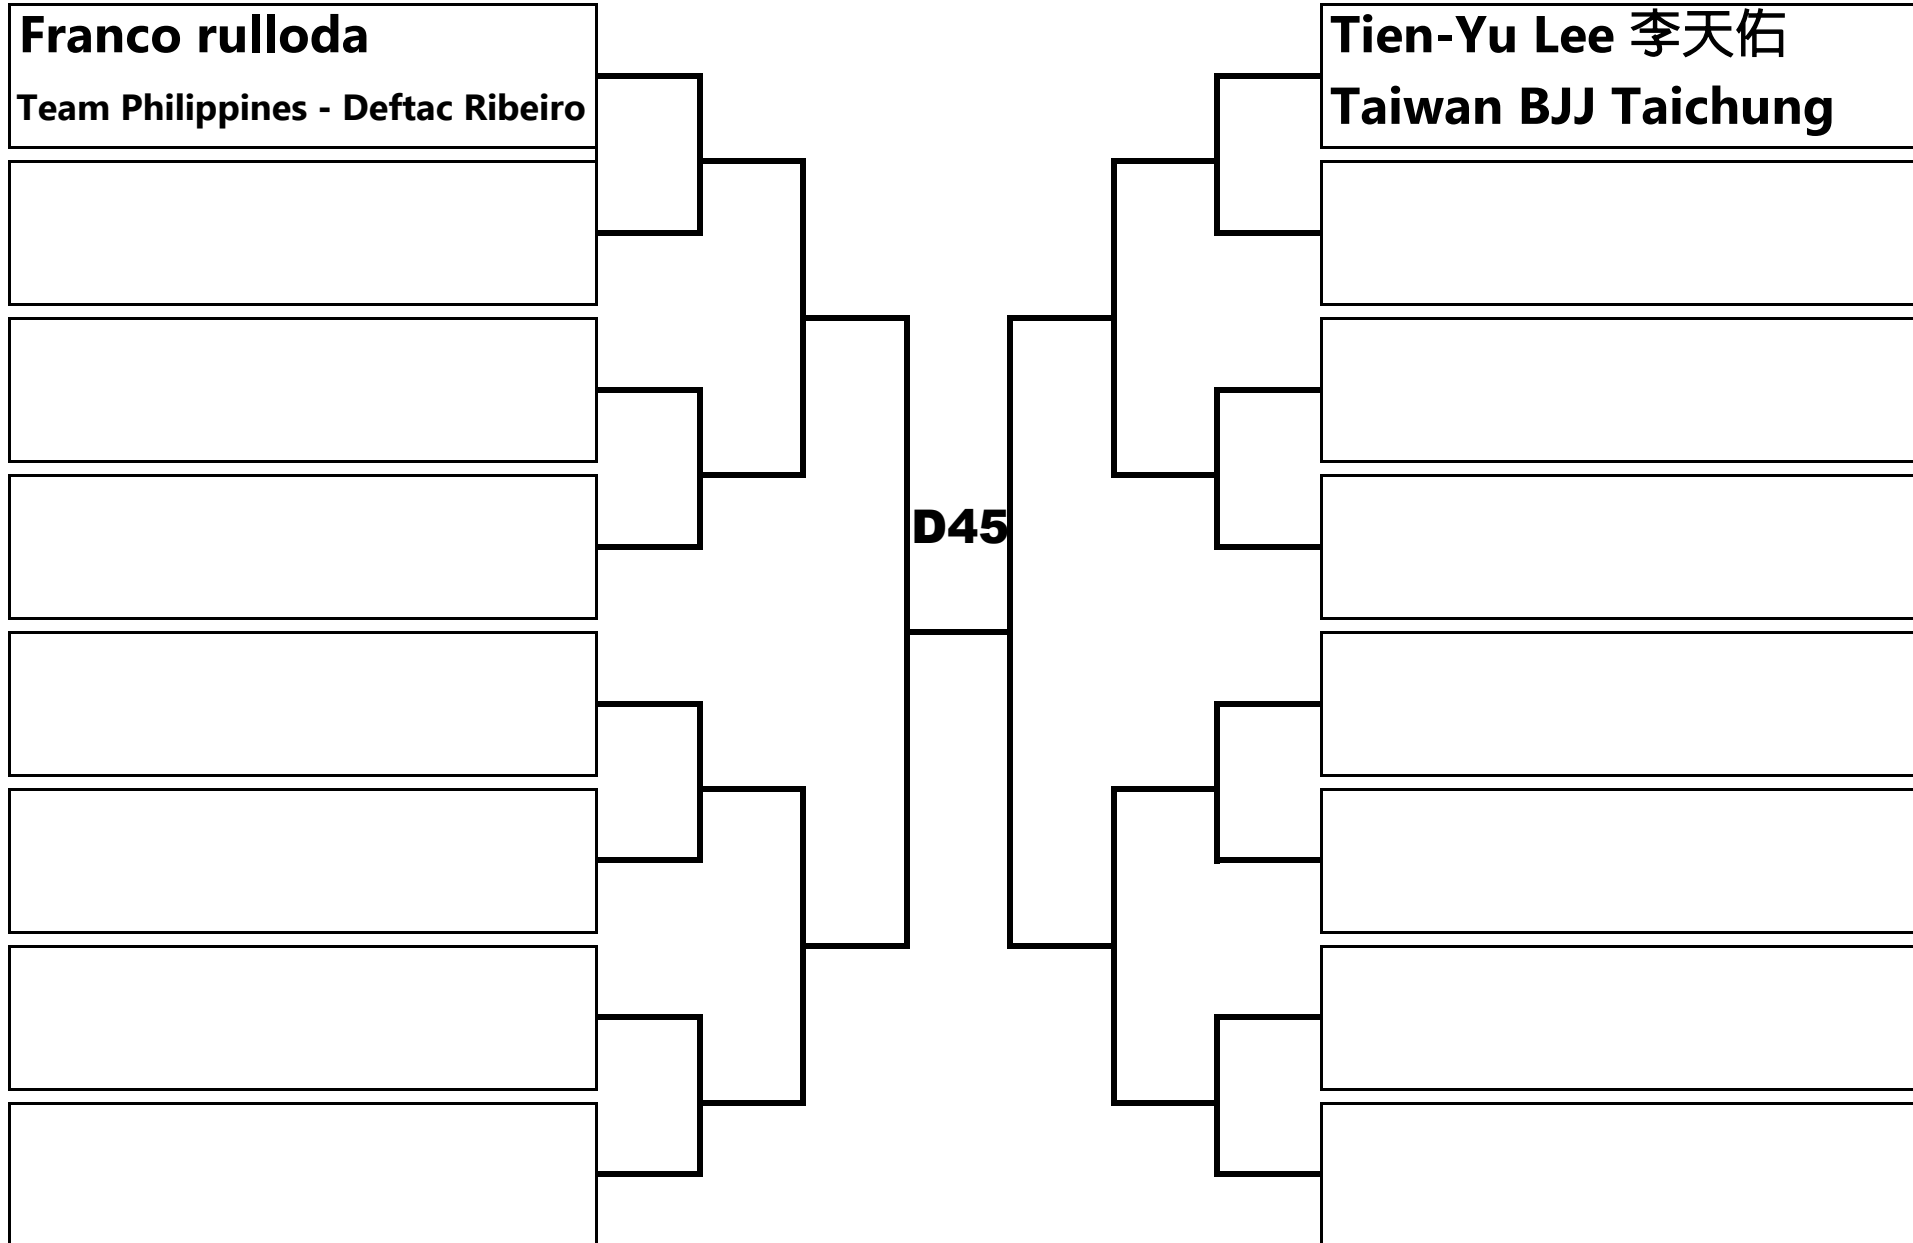 Franco rulloda
Team Philippines - Deftac Ribeiro
Tien-Yu Lee 李天佑
Taiwan BJJ Taichung
D45